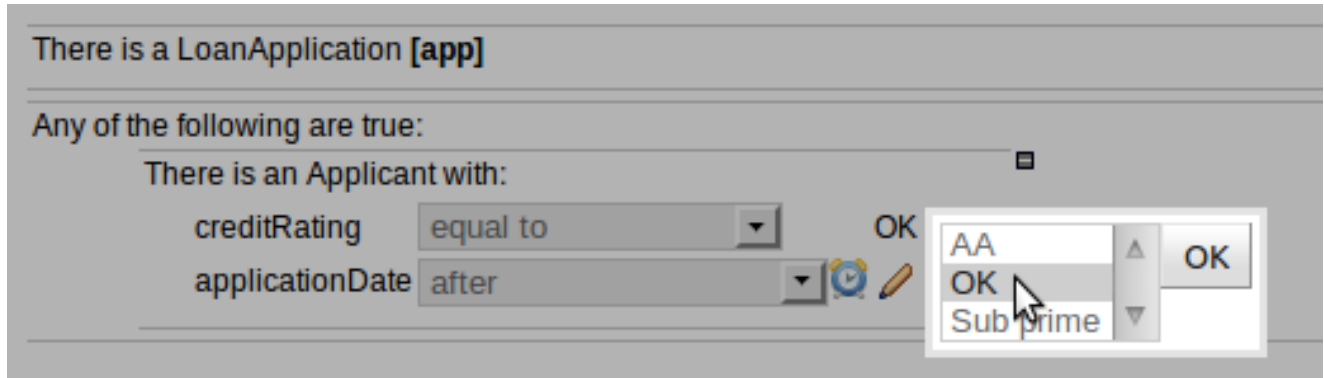 There is a LoanApplication [app]
Any of the following are true:
There is an Applicant with:
creditRating equal to OK
applicationDate after
AA
OK
Sub prime
OK